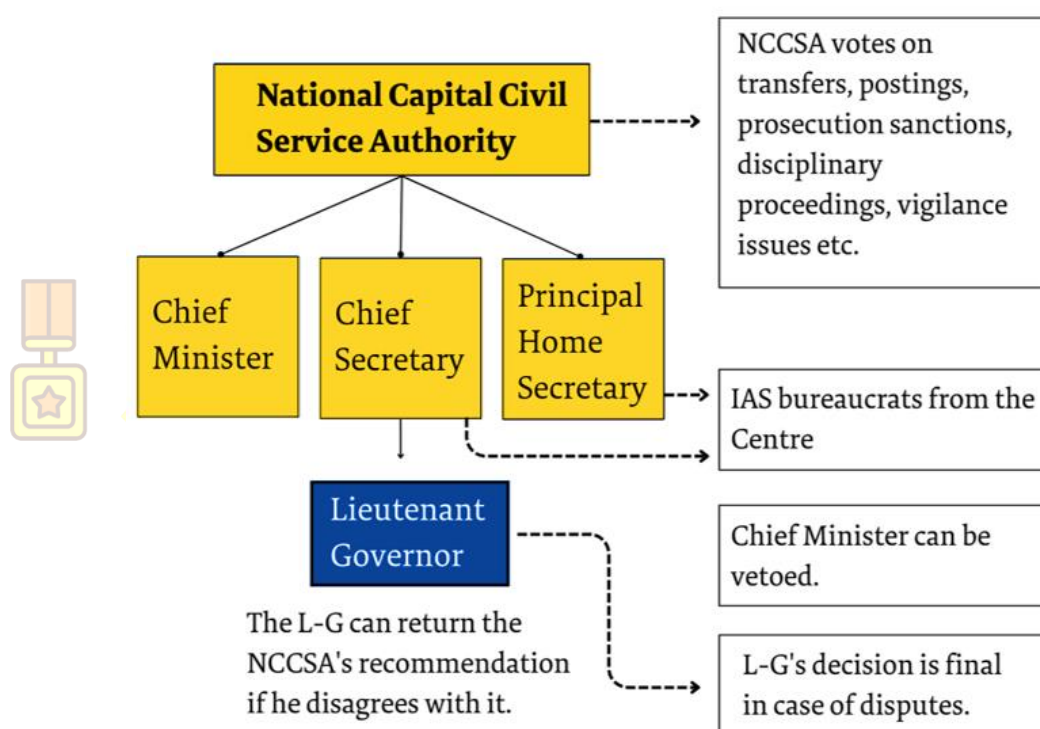 National Capital Civil
Service Authority
NCCSA votes on
transfers, postings,
prosecution sanctions,
disciplinary
proceedings, vigilance
issues etc.
Chief
Minister
Chief
Secretary
Principal
Home
Secretary
IAS bureaucrats from the
Centre
Lieutenant
Governor
Chief Minister can be
vetoed.
The L-G can return the
NCCSA's recommendation
if he disagrees with it.
L-G's decision is final
in case of disputes.